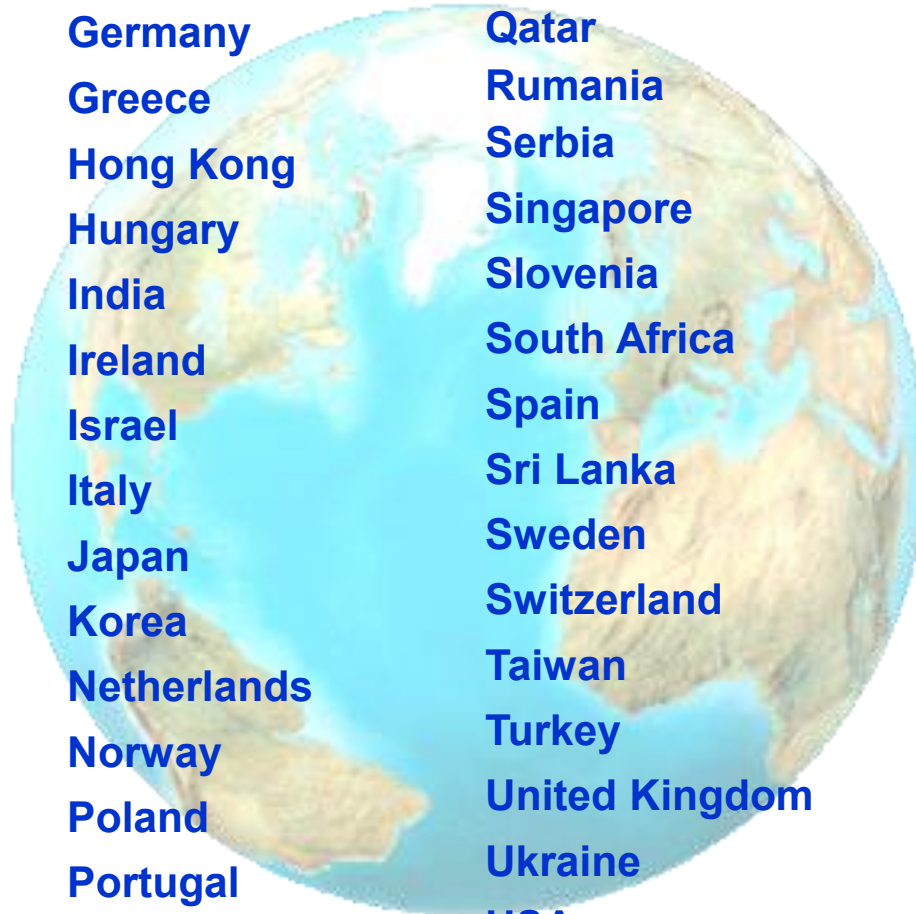 Germany
Greece
Hong Kong
Hungary
India
Ireland
Israel
Italy
Japan
Korea
Netherlands
Norway
Poland
Portugal
Qatar
Rumania
Serbia
Singapore
Slovenia
South Africa
Spain
Sri Lanka
Sweden
Switzerland
Taiwan
Turkey
United Kingdom
Ukraine
USA